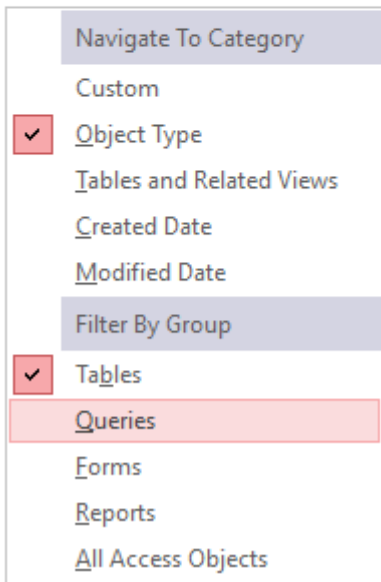 Navigate To Category
Custom
Object Type
Tables and Related Views
Created Date
Modified Date
Filter By Group
Tables
Queries
Forms
Reports
All Access Objects